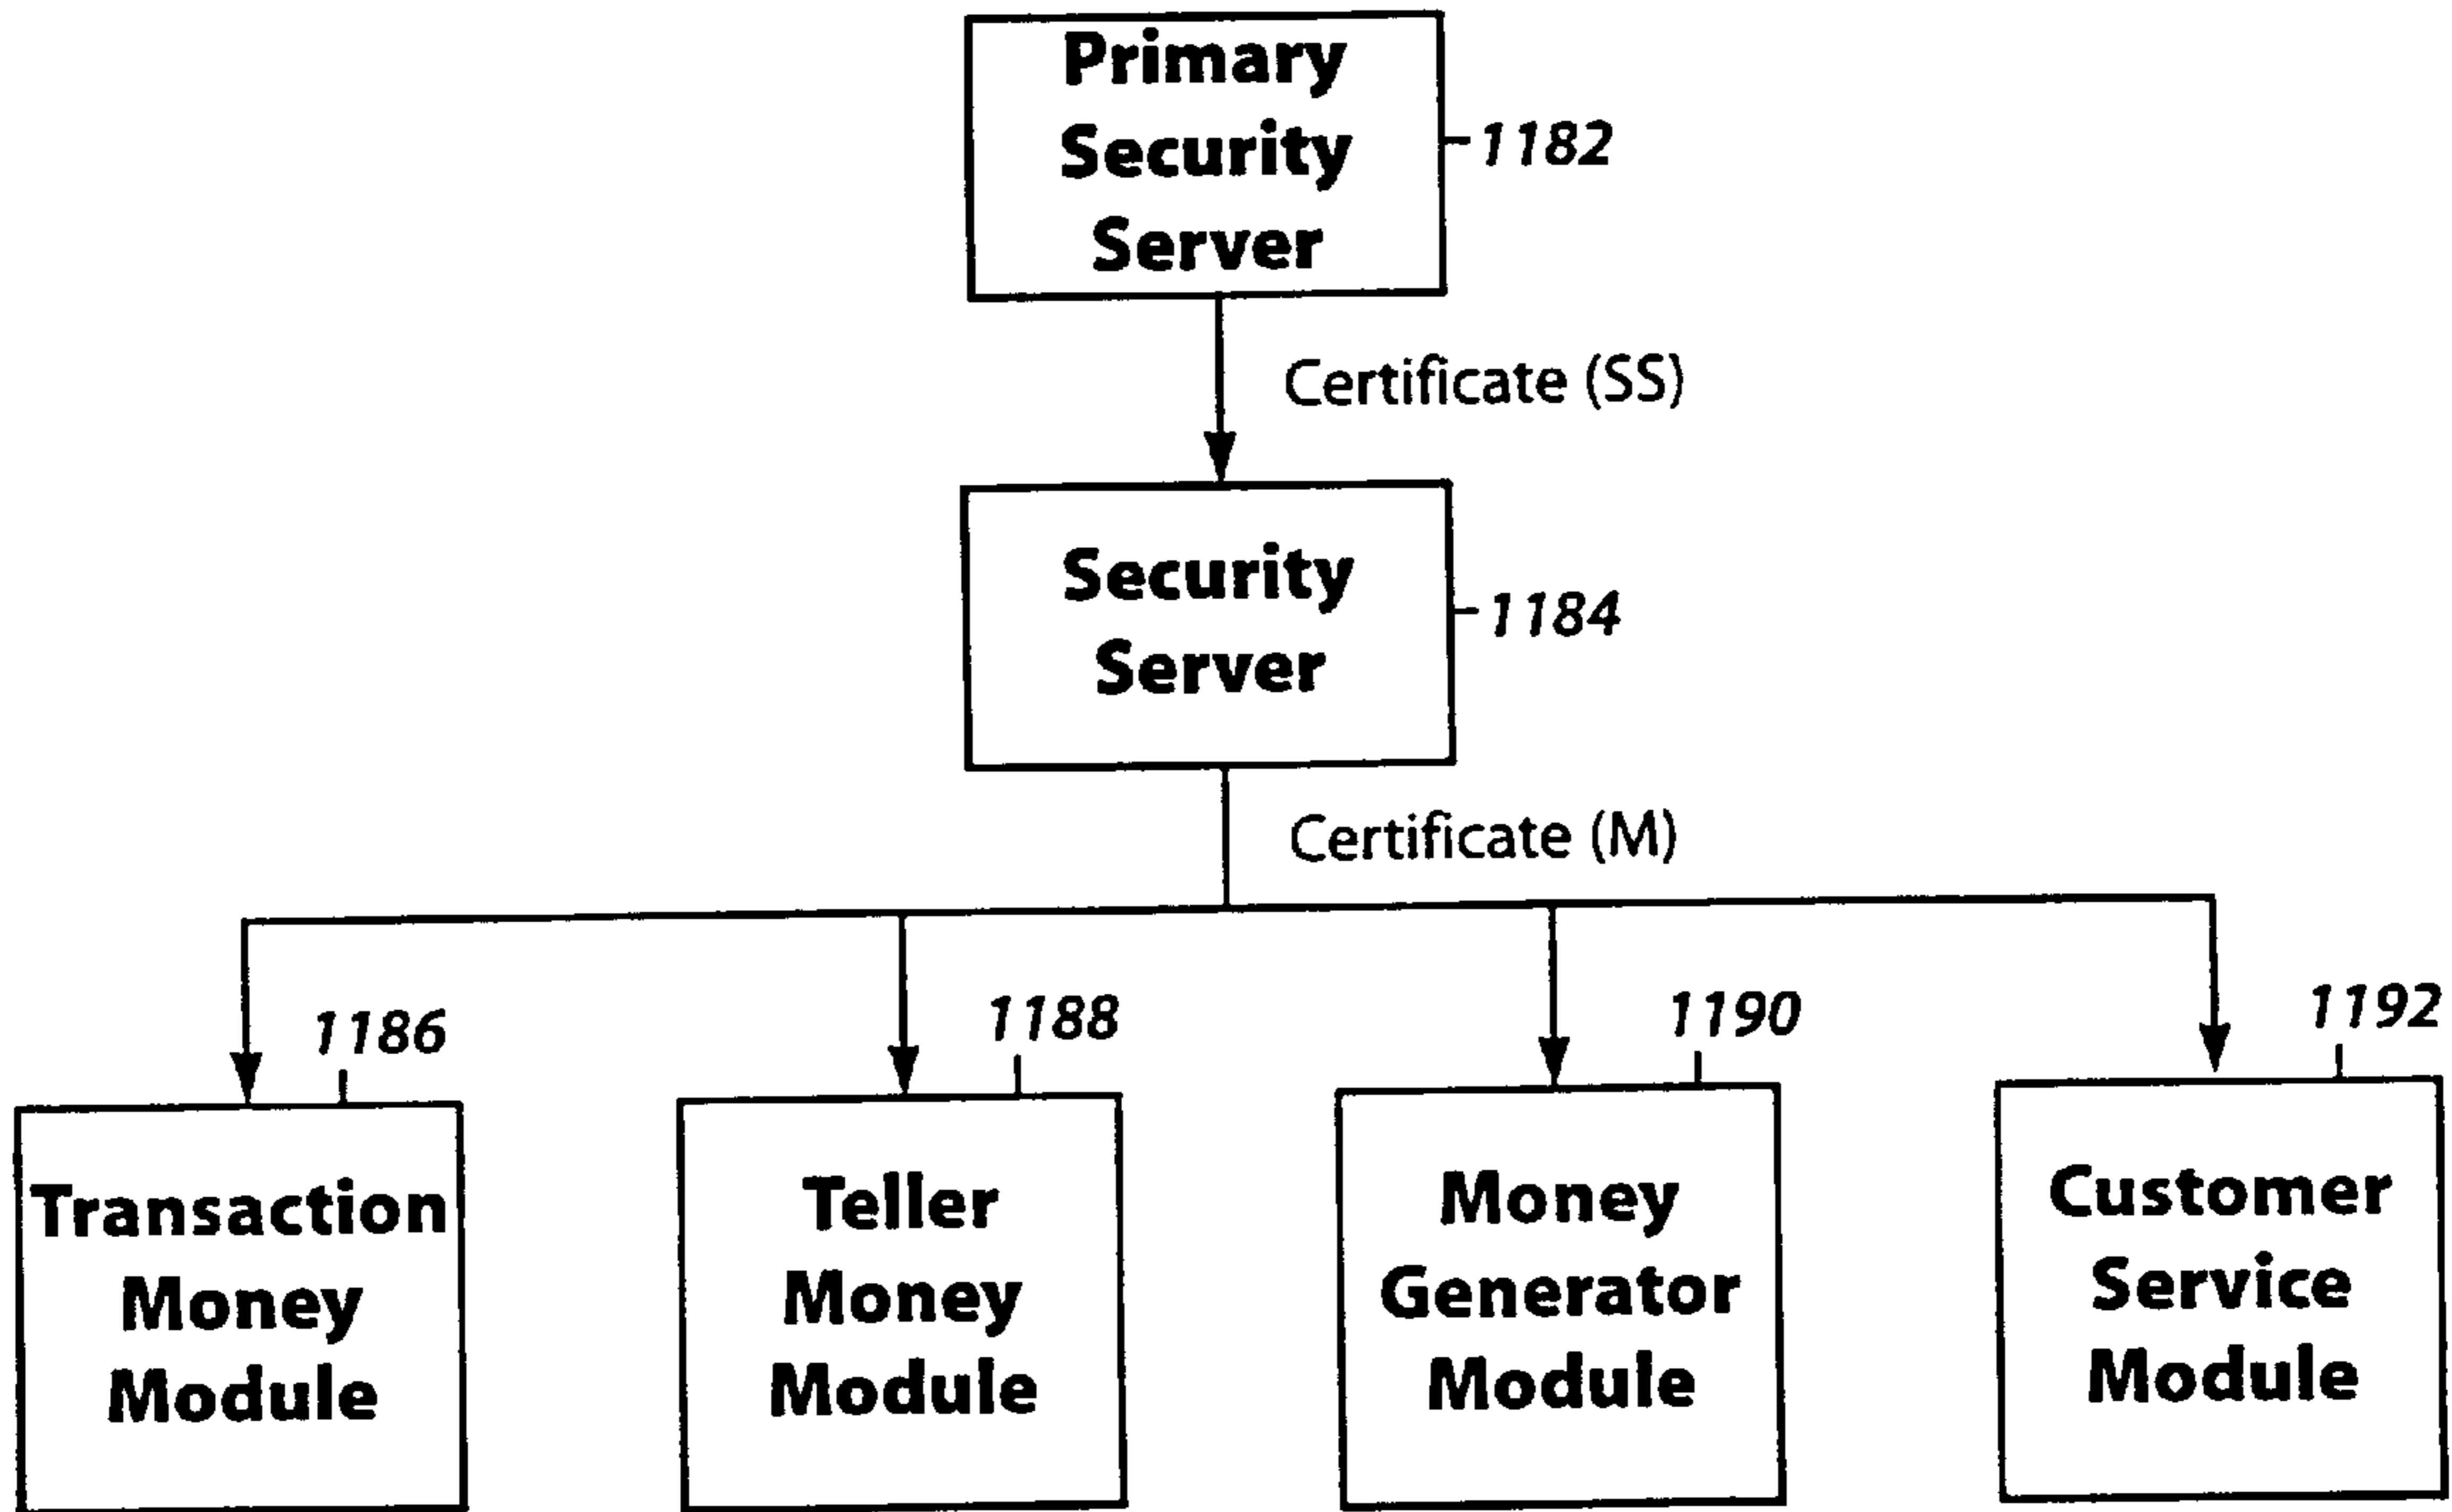 Primary
Security
Server
1182
Certificate (SS)
Security
Server
1184
Certificate (M)
1186
1188
1190
1192
Transaction
Money
Module
Teller
Money
Module
Money
Generator
Module
Customer
Service
Module